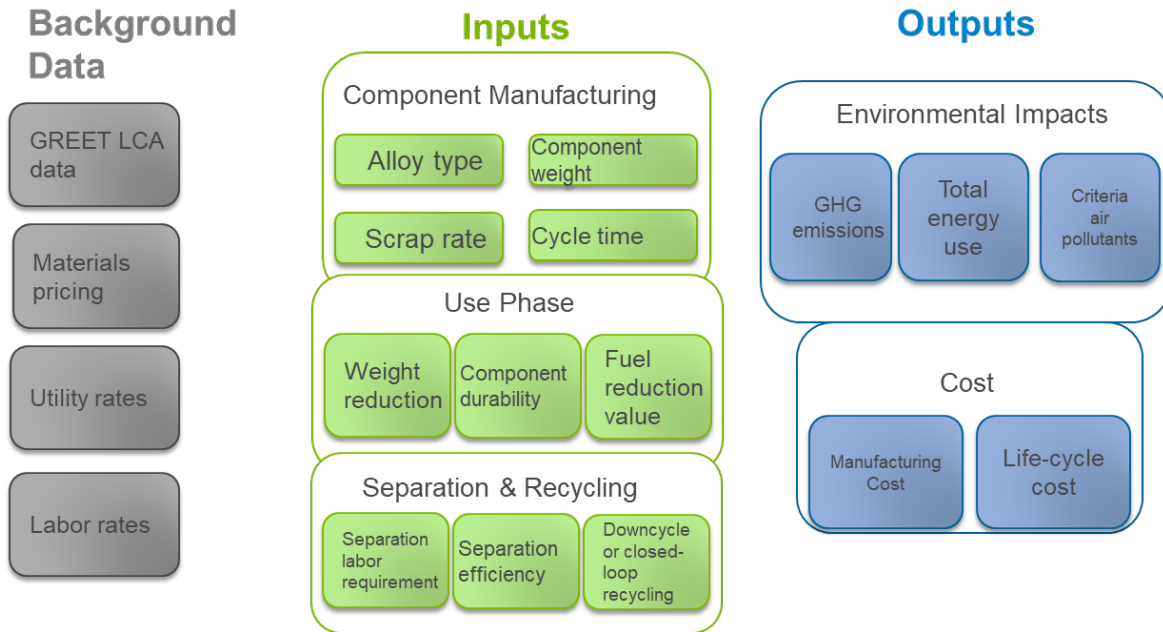 Background
Data
GREET LCA
data
Materials
pricing
Utility rates
Labor rates
Inputs
Component Manufacturing
Alloy type
Component
weight
Scrap rate
Cycle time
Use Phase
Weight
reduction
Component
durability
Fuel
reduction
value
Separation & Recycling
Separation
labor
requirement
Separation
efficiency
Downcycle
or closed-
loop
recycling
Outputs
Environmental Impacts
GHG
emissions
Total
energy
use
Criteria
air
pollutants
Cost
Manufacturing
Cost
Life-cycle
cost